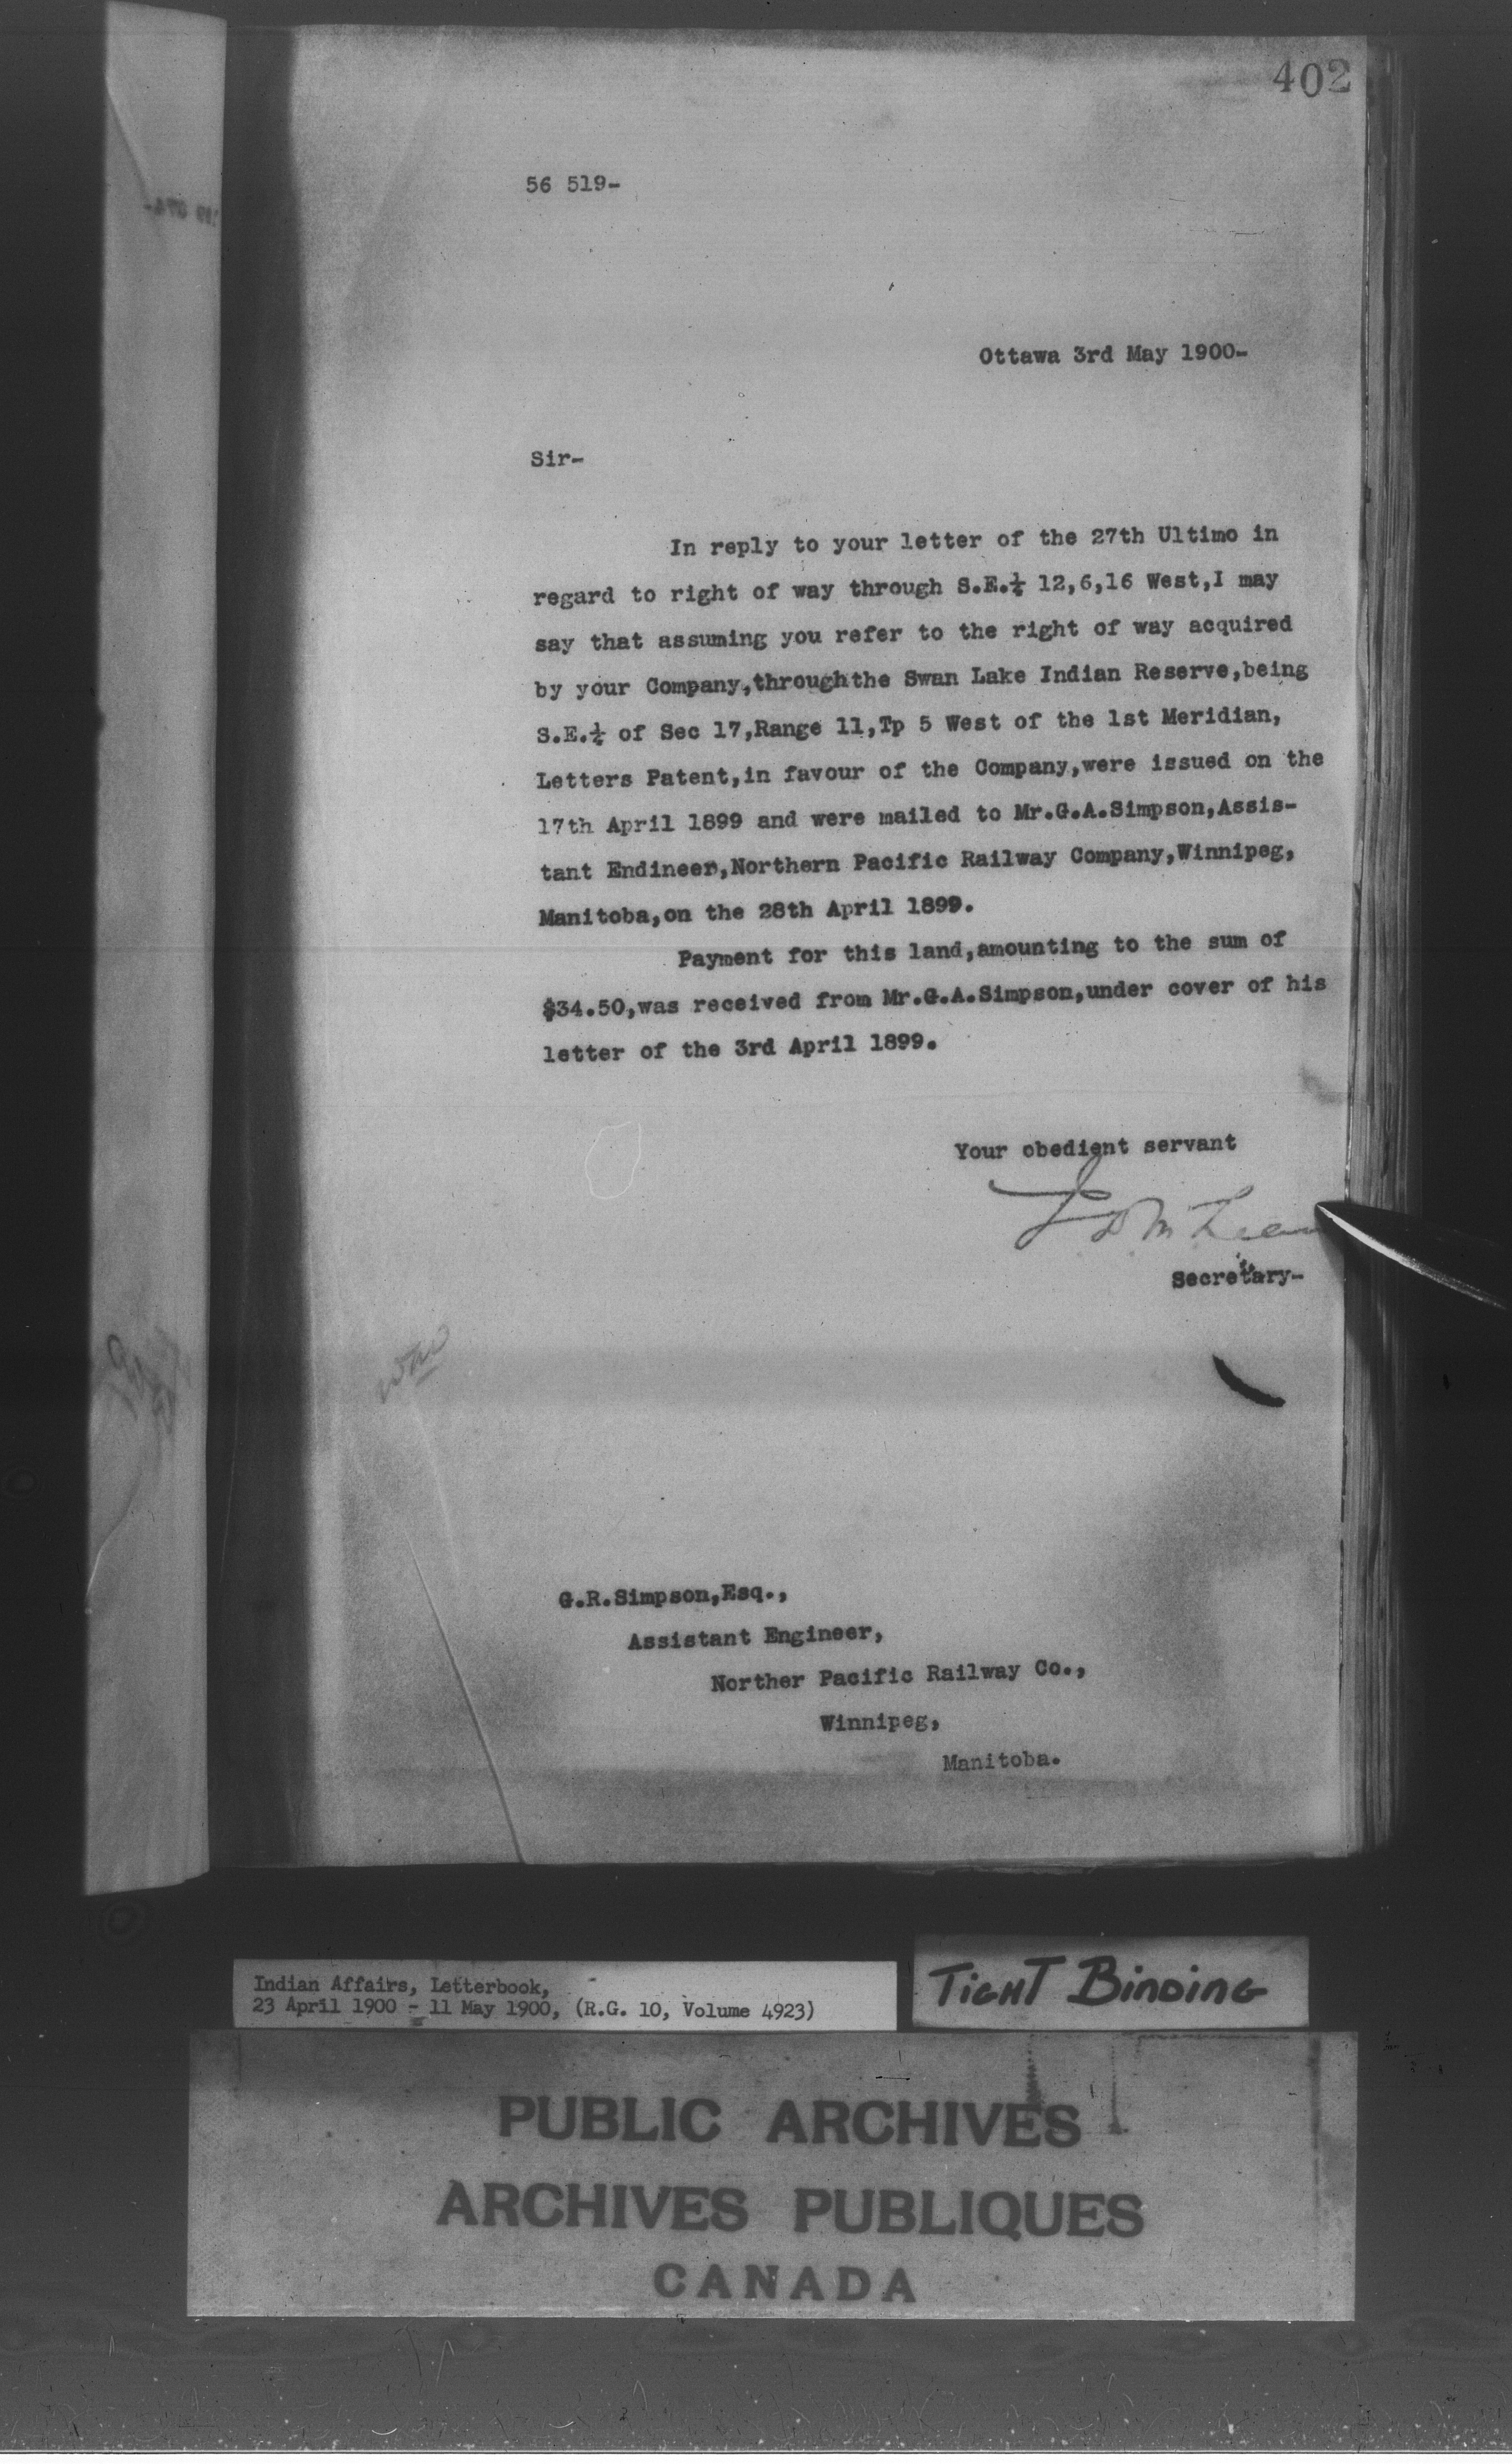 402
56 519-
Ottawa 3rd May 1900-
Sir-
In reply to your letter of the 27th Ultimo in
regard to right of way through S.E.¼ 12,6,16 West,I may
say that assuming you refer to the right of way acquired
by your Company,throughthe Swan Lake Indian Reserve,being
S.E.¼ of Sec 17,Range 11,Tp 5 West of the 1st Meridian,
Letters Patent,in favour of the Company,were issued on the
17th April 1899 and were mailed to Mr.G.A.Simpson,Assis-
tant Endineer,Northern Pacific Railway Company,Winnipeg,
Manitoba,on the 28th April 1899.
Payment for this land,amounting to the sum of
$34.50,was received from Mr.G.A.Simpson,under cover of his
letter of the 3rd April 1899.
Your obedient servant
J D McLean
Secretary-
G.R.Simpson,Esq.,
Assistant Engineer,
Norther Pacific Railway Co.,
Winnipeg,
Manitoba.
Indian Affairs, Letterbook,
23 April 1900 - 11 May 1900, (R.G. 10, Volume 4923)
TIGHT BINDING
PUBLIC ARCHIVES
ARCHIVES PUBLIQUES
CANADA